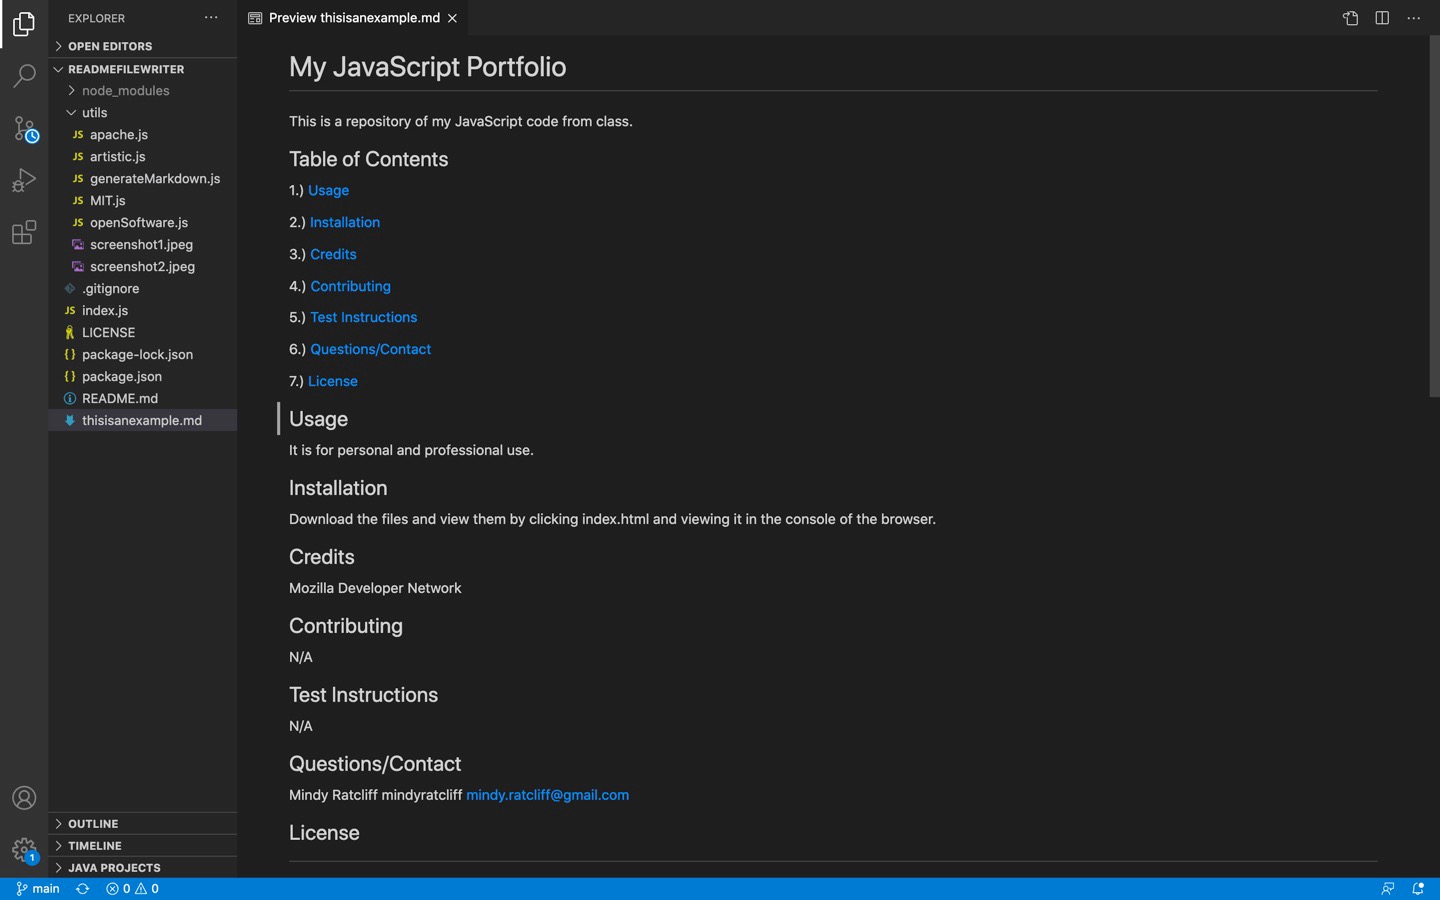 EXPLORER
Preview thisisanexample.md
OPEN EDITORS
READMEFILEWRITER
node_modules
utils
JS apache.js
JS artistic.js
JS generateMarkdown.js
JS MIT.js
JS openSoftware.js
screenshot1.jpeg
screenshot2.jpeg
.gitignore
JS index.js
LICENSE
{} package-lock.json
{} package.json
README.md
thisisanexample.md
OUTLINE
TIMELINE
JAVA PROJECTS
My JavaScript Portfolio
This is a repository of my JavaScript code from class.
Table of Contents
1.) Usage
2.) Installation
3.) Credits
4.) Contributing
5.) Test Instructions
6.) Questions/Contact
7.) License
Usage
It is for personal and professional use.
Installation
Download the files and view them by clicking index.html and viewing it in the console of the browser.
Credits
Mozilla Developer Network
Contributing
N/A
Test Instructions
N/A
Questions/Contact
Mindy Ratcliff mindyratcliff mindy.ratcliff@gmail.com
License
1
main 0 0